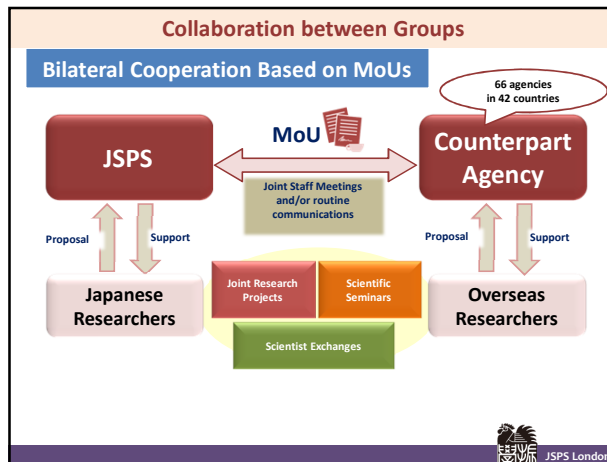 Collaboration between Groups
Bilateral Cooperation Based on MoUs
66 agencies
in 42 countries
JSPS
MoU
Counterpart
Agency
Joint Staff Meetings
and/or routine
communications
Proposal
Support
Proposal
Support
Japanese
Researchers
Joint Research
Projects
Scientific
Seminars
Scientist Exchanges
Overseas
Researchers
JSPS London